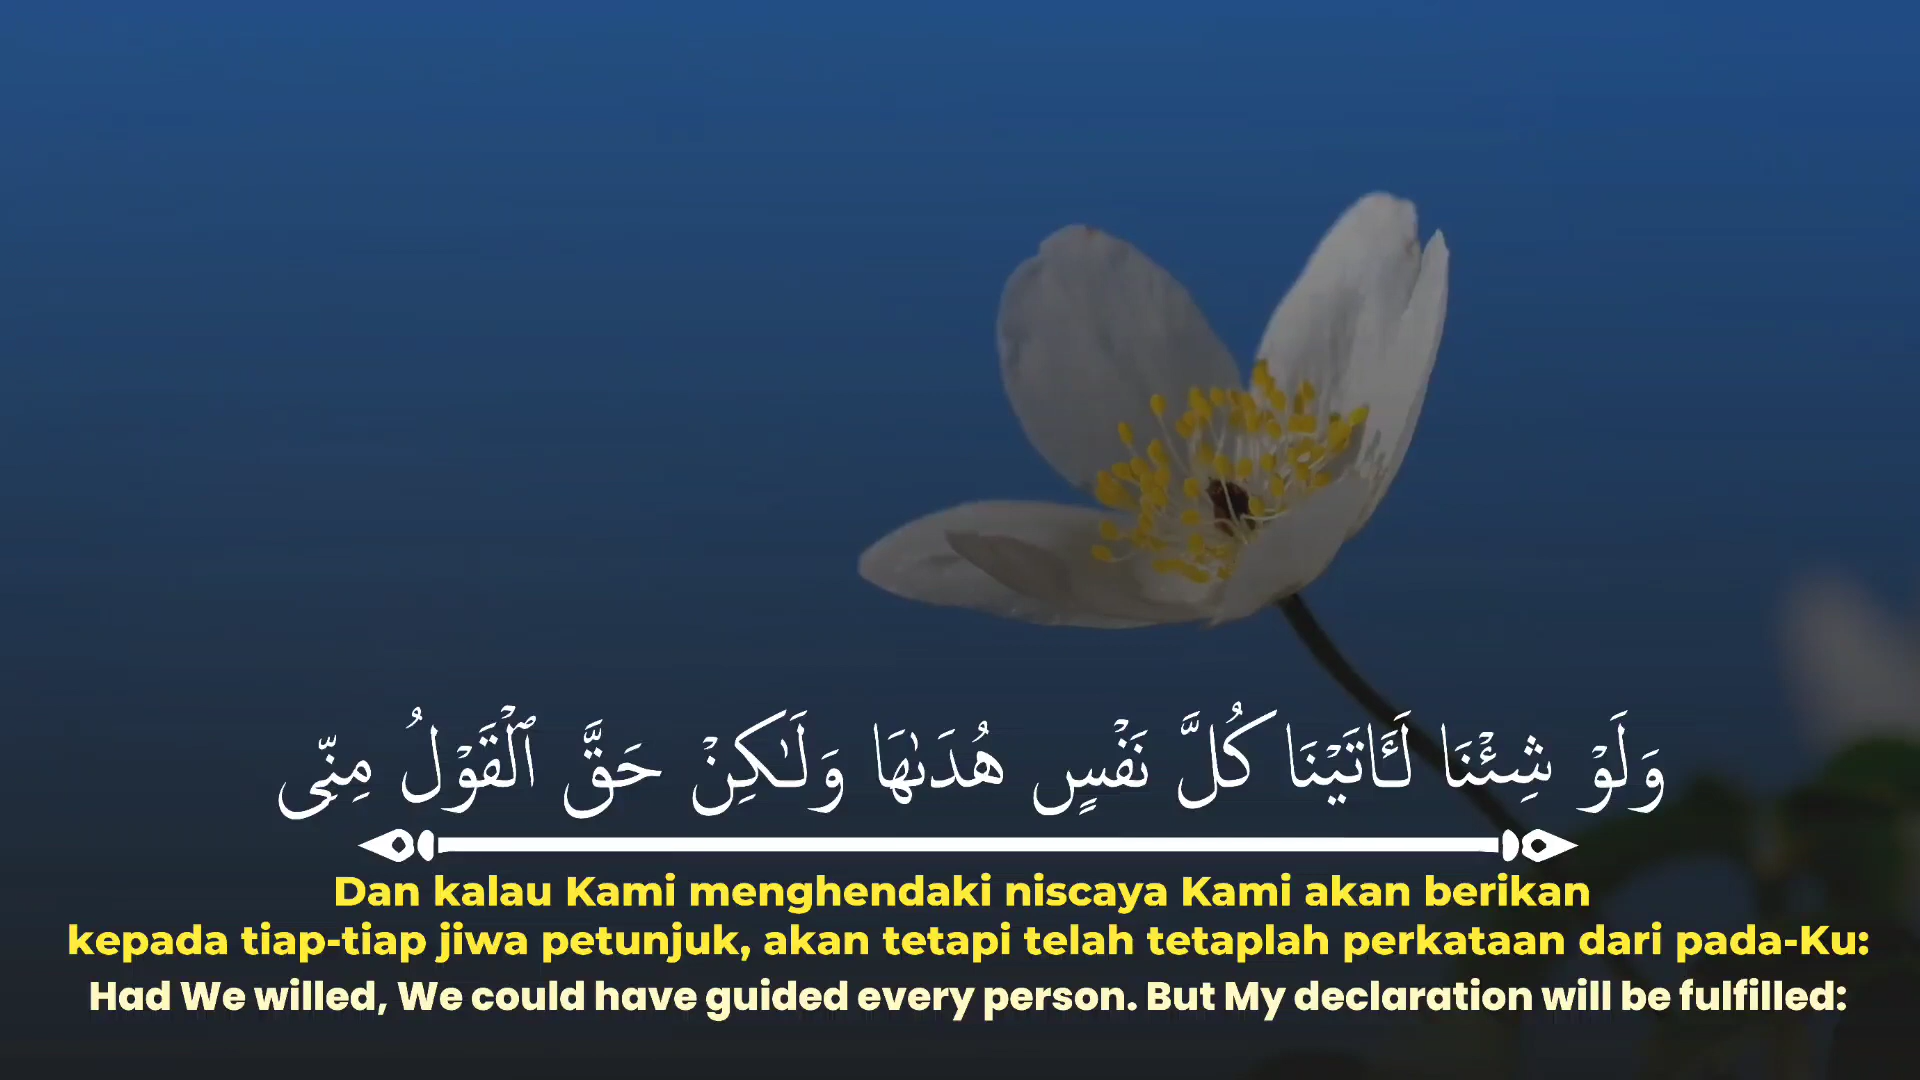 وَلَوْ شِئْنَا لَـَٔاتَيْنَا كُلَّ نَفْسٍ هُدَىٰهَا وَلَـٰكِنْ حَقَّ ٱلْقَوْلُ مِنِّى
Dan kalau Kami menghendaki niscaya Kami akan berikan
kepada tiap-tiap jiwa petunjuk, akan tetapi telah tetaplah perkataan dari pada-Ku:
Had We willed, We could have guided every person. But My declaration will be fulfilled: